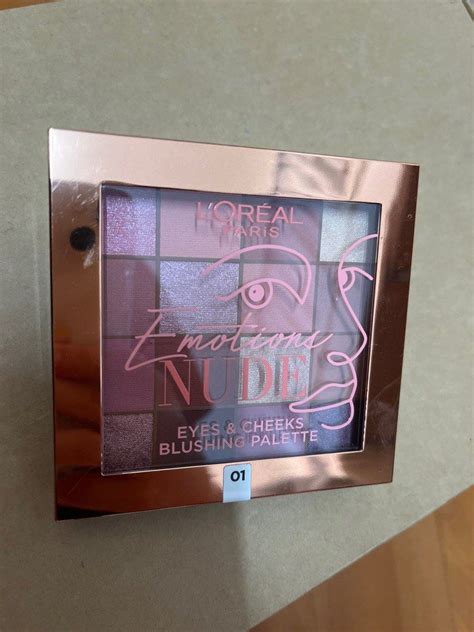 L'ORÉAL
PARIS
Emotions
NUDE
EYES & CHEEKS
BLUSHING PALETTE
01